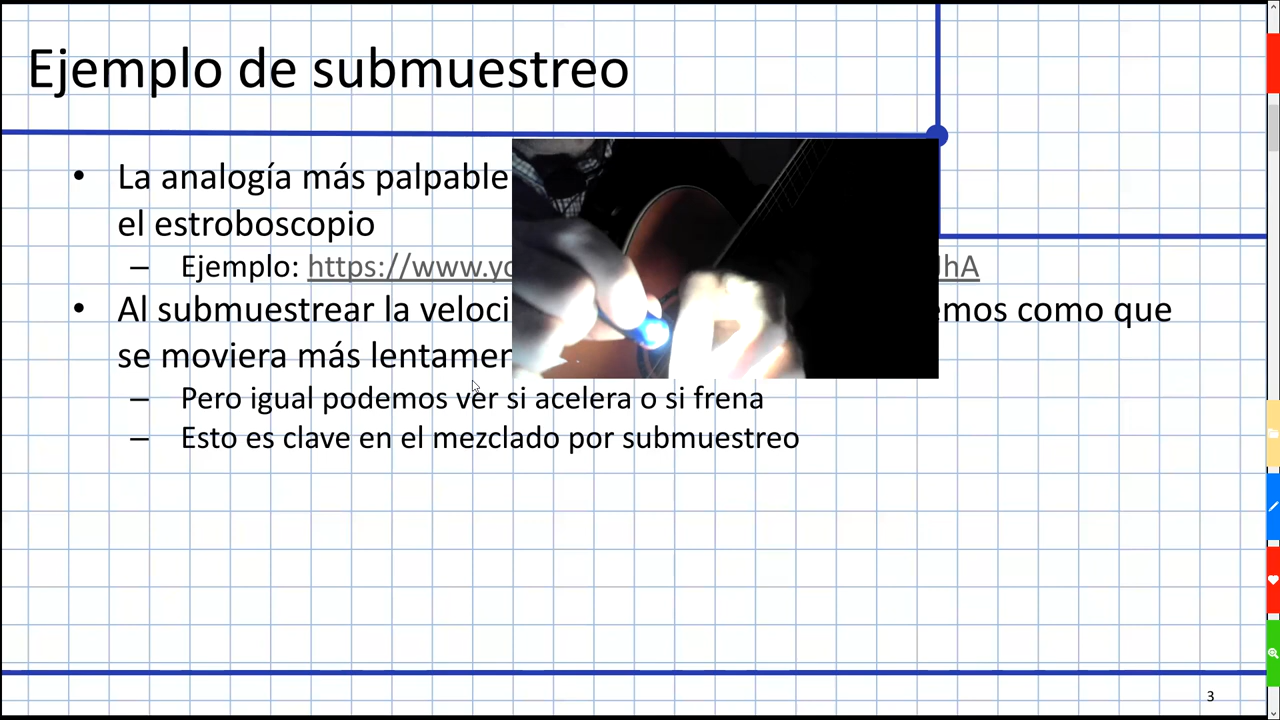 Ejemplo de submuestreo
• La analogía más palpable
el estroboscopio
– Ejemplo: https://www.yo hA
• Al submuestrear la veloci emos como que
se moviera más lentamen
– Pero igual podemos ver si acelera o si frena
– Esto es clave en el mezclado por submuestreo
3